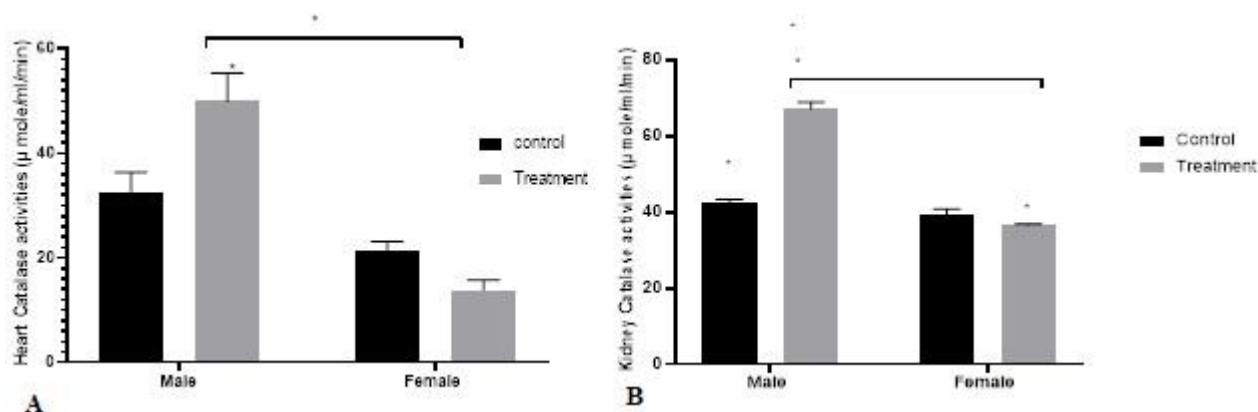 Heart Catalase activities (µ mole/ml/min)
60
40
20
0
*
*
control
Treatment
Male
Female
A
Kidney Catalase activities (µ mole/ml/min)
80
60
40
20
0
*
*
*
*
Control
Treatment
Male
Female
B